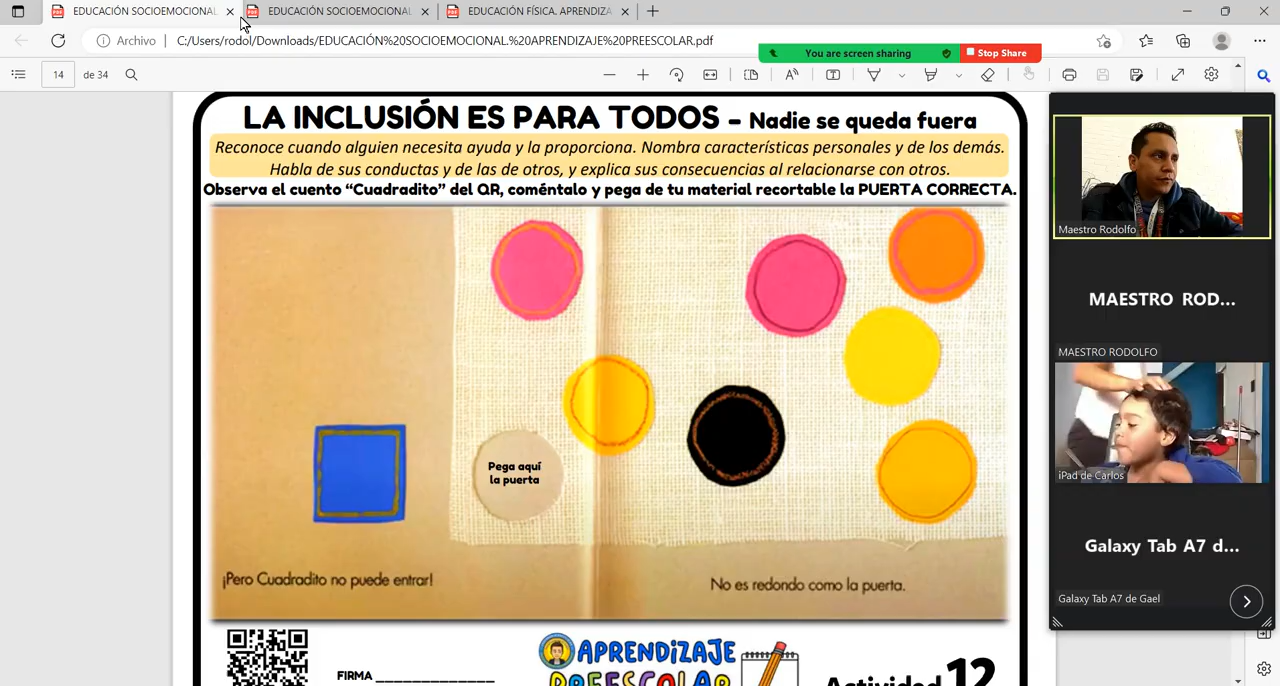 EDUCACIÓN SOCIOEMOCIONAL.
EDUCACIÓN SOCIOEMOCIONAL.
EDUCACIÓN FÍSICA. APRENDIZA
Archivo
C:/Users/rodol/Downloads/EDUCACIÓN%20SOCIOEMOCIONAL.%20APRENDIZAJE%20PREESCOLAR.pdf
You are screen sharing
Stop Share
14
de 34
LA INCLUSIÓN ES PARA TODOS – Nadie se queda fuera
Reconoce cuando alguien necesita ayuda y la proporciona. Nombra características personales y de los demás.
Habla de sus conductas y de las de otros, y explica sus consecuencias al relacionarse con otros.
Observa el cuento “Cuadradito” del QR, coméntalo y pega de tu material recortable la PUERTA CORRECTA.
Pega aquí
la puerta
¡Pero Cuadradito no puede entrar!
No es redondo como la puerta.
FIRMA ______________
APRENDIZAJE
PREESCOLAR
Actividad 12
Maestro Rodolfo
MAESTRO ROD...
MAESTRO RODOLFO
iPad de Carlos
Galaxy Tab A7 d...
Galaxy Tab A7 de Gael